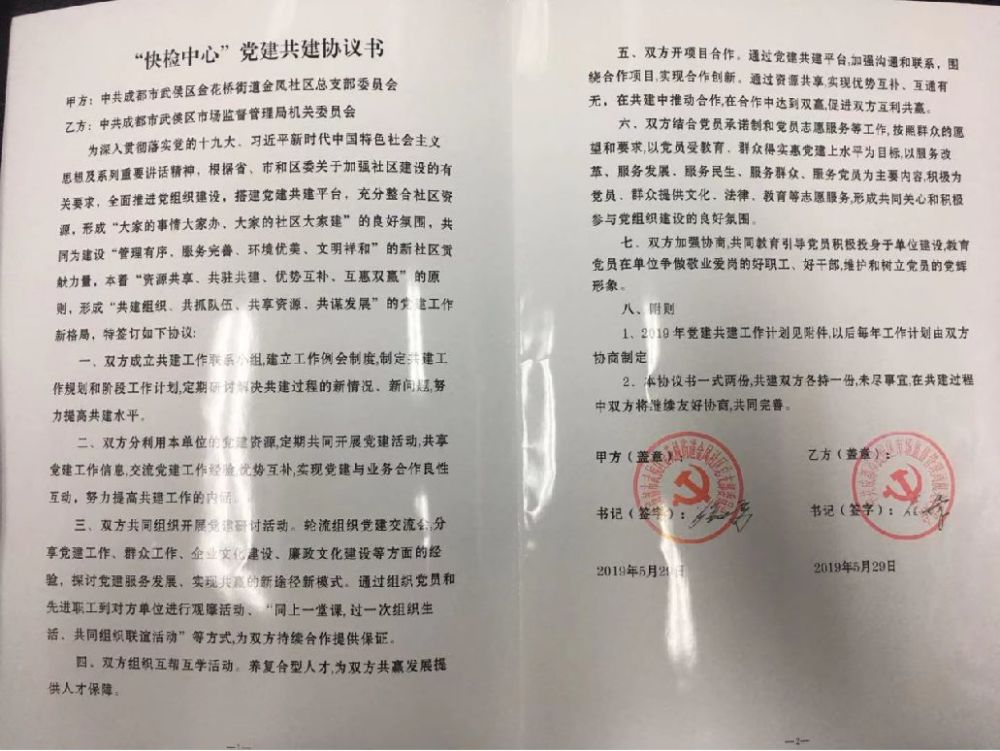 “快检中心”党建共建协议书
甲方：中共成都市武侯区金花桥街道金凤社区总支部委员会
乙方：中共成都市武侯区市场监督管理局机关委员会
为深入贯彻落实党的十九大、习近平新时代中国特色社会主义
思想及系列重要讲话精神，根据省、市和区委关于加强社区建设的有
关要求，全面推进党组织建设，搭建党建共建平台，充分整合社区资
源，形成“大家的事情大家办、大家的社区大家建”的良好氛围，共
同为建设“管理有序、服务完善、环境优美、文明祥和”的新社区贡
献力量，本着“资源共享、共驻共建、优势互补、互惠双赢”的原
则，形成“共建组织、共抓队伍、共享资源、共谋发展”的党建工作
新格局，特签订如下协议：
一、双方成立共建工作联系小组,建立工作例会制度,制定共建工
作规划和阶段工作计划,定期研讨解决共建过程的新情况、新问题,努
力提高共建水平。
二、双方分利用本单位的党建资源,定期共同开展党建活动,共享
党建工作信息,交流党建工作经验,优势互补,实现党建与业务合作良性
互动，努力提高共建工作的内
三、双方共同组织开展党建研讨活动。轮流组织党建交流会,分
享党建工作、群众工作、企业文化建设、廉政文化建设等方面的经
验，探讨党建服务发展、实现共赢的新途径新模式。通过组织党员和
先进职工到对方单位进行观摩活动、“同上一堂课,过一次组织生
活、共同组织联谊活动”等方式,为双方持续合作提供保证。
四、双方组织互帮互学活动。养复合型人才,为双方共赢发展提
供人才保障。
—1—
五、双方开项目合作。通过党建共建平台,加强沟通和联系，围
绕合作项目,实现合作创新。通过资源共享,实现优势互补、互通有
无，在共建中推动合作,在合作中达到双赢,促进双方互利共赢。
六、双方结合党员承诺制和党员志愿服务等工作,按照群众的愿
望和要求,以党员受教育、群众得实惠党建上水平为目标,以服务改
革、服务发展、服务民生、服务群众、服务党员为主要内容,积极为
党员、群众提供文化、法律、教育等志愿服务,形成共同关心和积极
参与党组织建设的良好氛围。
七、双方加强协商,共同教育引导党员积极投身于单位建设,教育
党员在单位争做敬业爱岗的好职工、好干部,维护和树立党员的党辉
形象。
八、附则
1、2019年党建共建工作计划见附件,以后每年工作计划由双方
协商制定
2、本协议书一式两份,共建双方各持一份,未尽事宜,在共建过程
中双方将继续友好协商,共同完善。
甲方（盖章）： 乙方（盖章）：
书记（签字）： 书记（签字）：
2019年5月29日 2019年5月29日
—2—